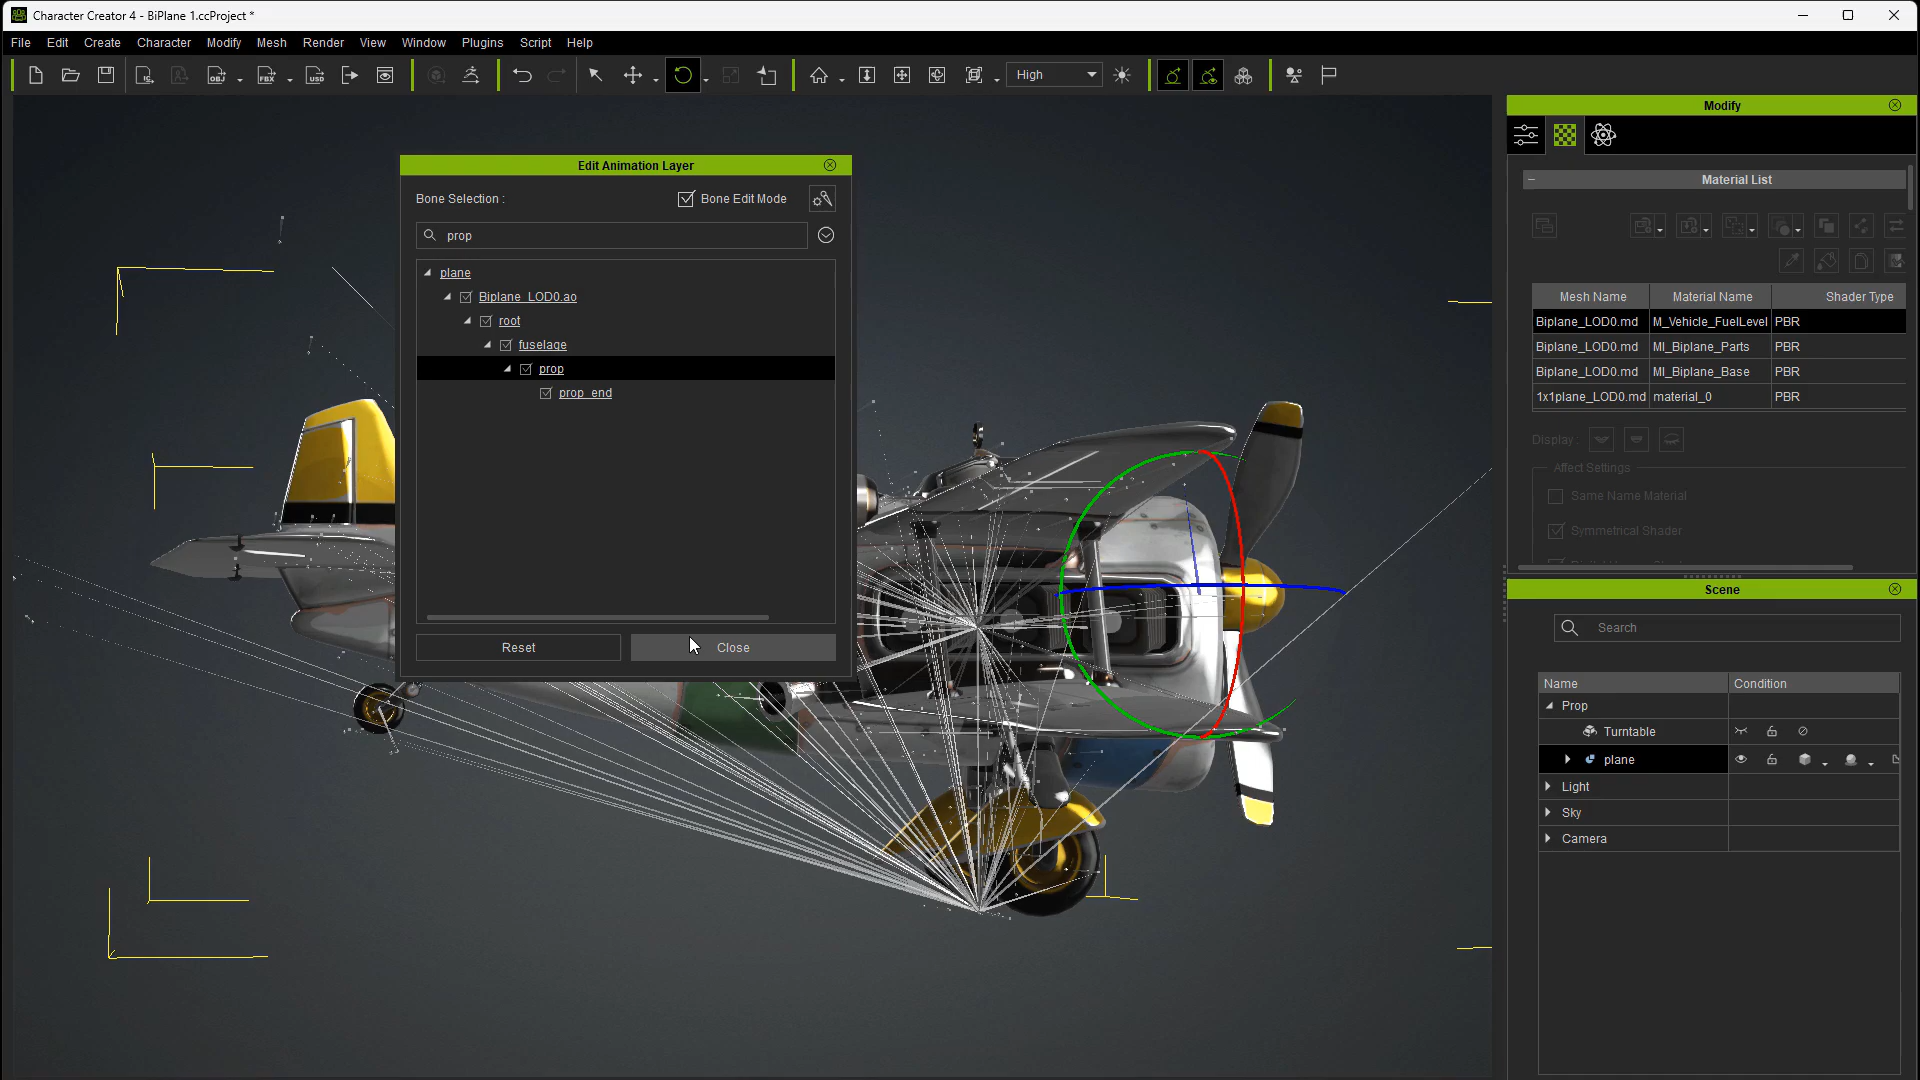 Character Creator 4 - BiPlane 1.ccProject *
File Edit Create Character Modify Mesh Render View Window Plugins Script Help
High
Edit Animation Layer
Bone Selection :
Bone Edit Mode
prop
plane
Biplane_LOD0.ao
root
fuselage
prop
prop_end
Reset
Close
Modify
Material List
Mesh Name Material Name Shader Type
Biplane_LOD0.md M_Vehicle_FuelLevel PBR
Biplane_LOD0.md MI_Biplane_Parts PBR
Biplane_LOD0.md MI_Biplane_Base PBR
1x1plane_LOD0.md material_0 PBR
Display :
Affect Settings
Same Name Material
Symmetrical Shader
Scene
Search
Name Condition
Prop
Turntable
plane
Light
Sky
Camera